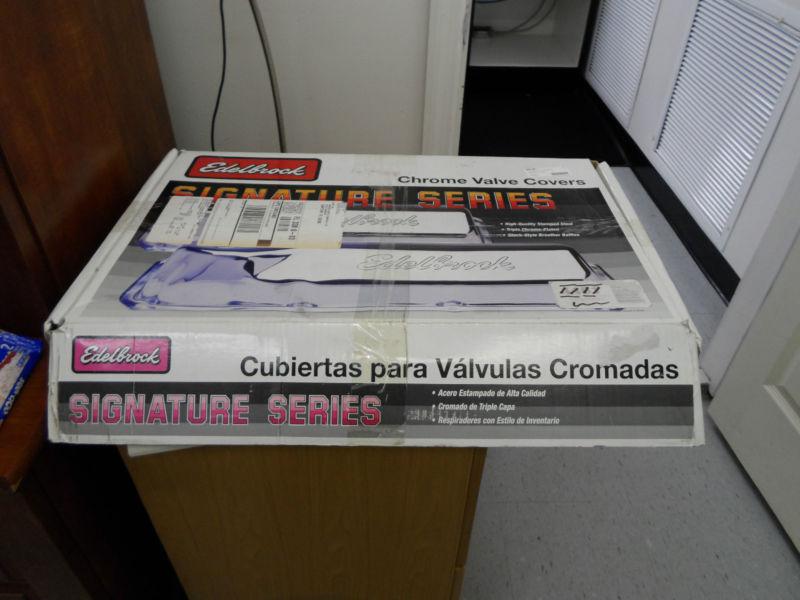 Edelbrock
Chrome Valve Covers
SIGNATURE SERIES
• High-Quality Stamped Steel
• Triple Chrome-Plated
• Stock-Style Breather Baffles
Edelbrock
Edelbrock
Cubiertas para Válvulas Cromadas
SIGNATURE SERIES
• Acero Estampado de Alta Calidad
• Cromado de Triple Capa
• Respiraderos con Estilo de Inventario